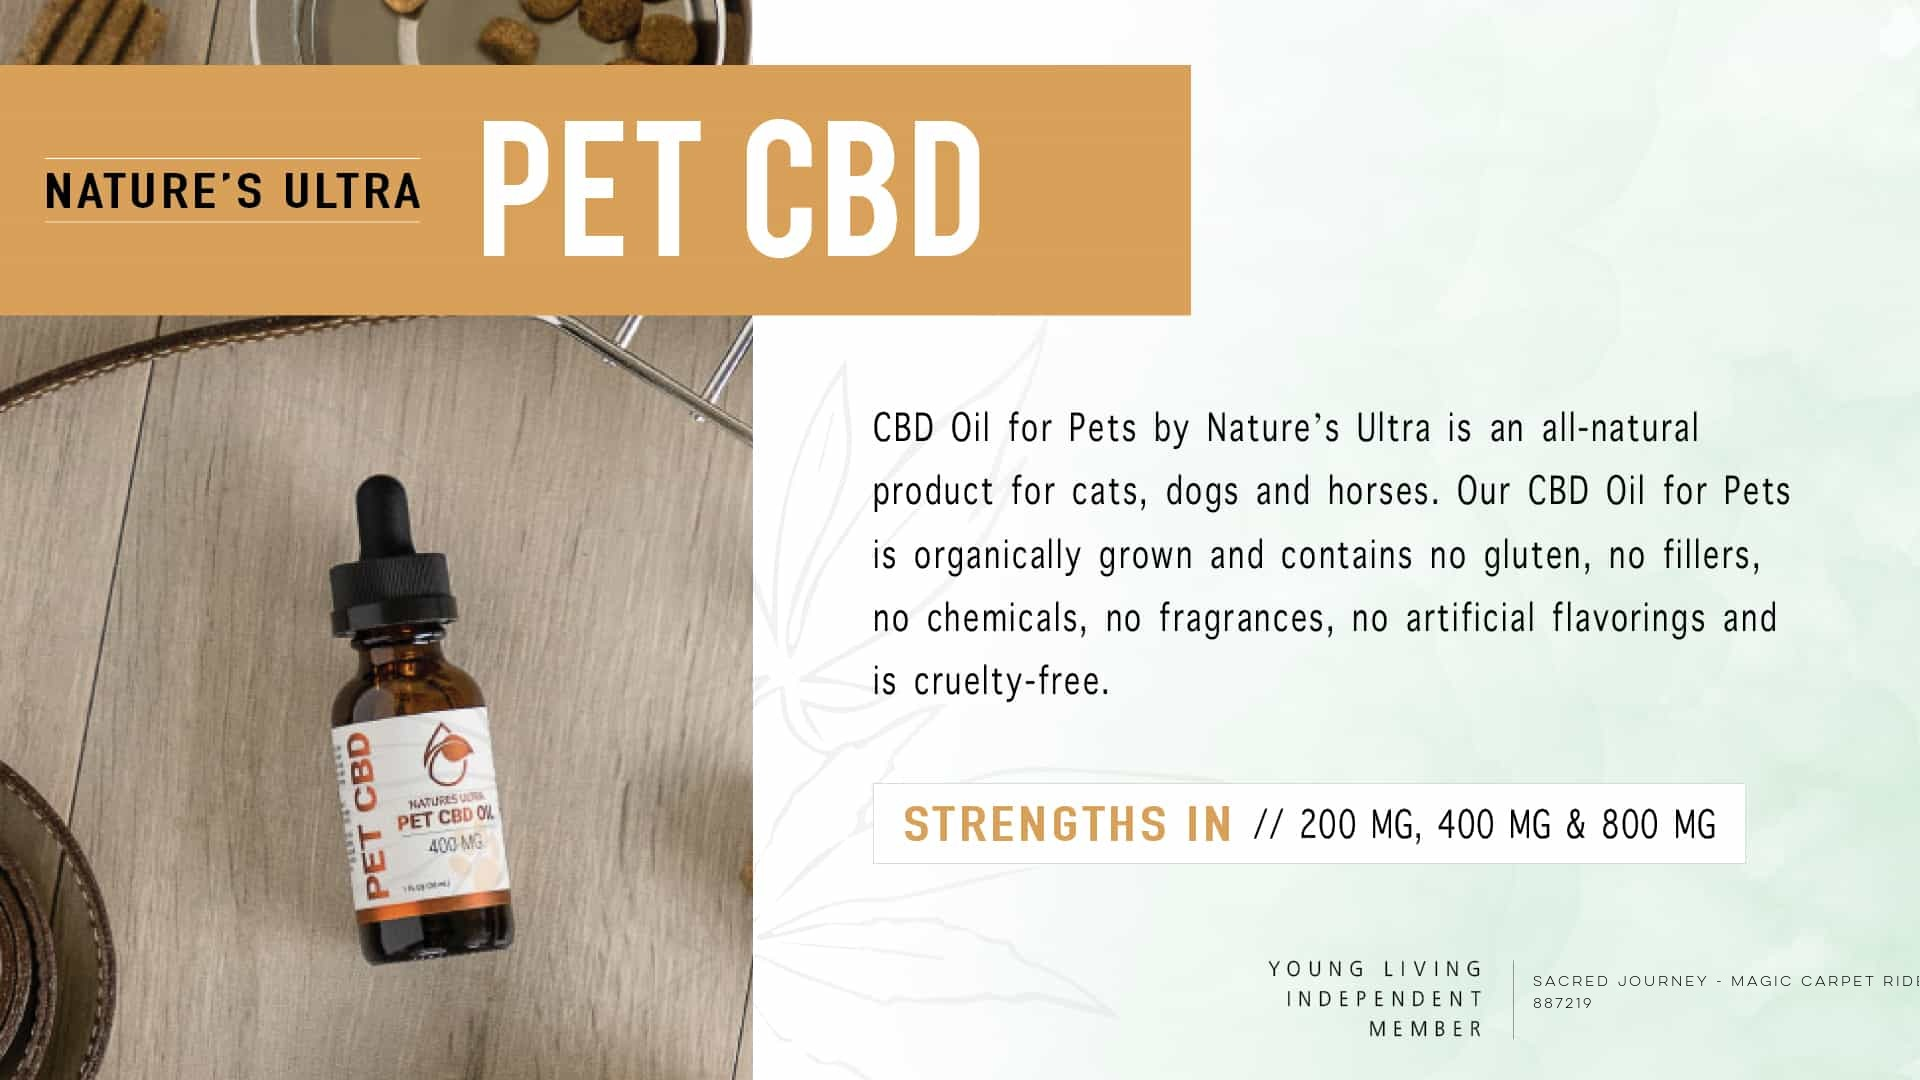 NATURE'S ULTRA
PET CBD
CBD Oil for Pets by Nature's Ultra is an all-natural
product for cats, dogs and horses. Our CBD Oil for Pets
is organically grown and contains no gluten, no fillers,
no chemicals, no fragrances, no artificial flavorings and
is cruelty-free.
STRENGTHS IN // 200 MG, 400 MG & 800 MG
PET CBD
NATURES ULTRA
PET CBD OIL
400 MG
YOUNG LIVING
INDEPENDENT
MEMBER
SACRED JOURNEY - MAGIC CARPET RIDE
887219